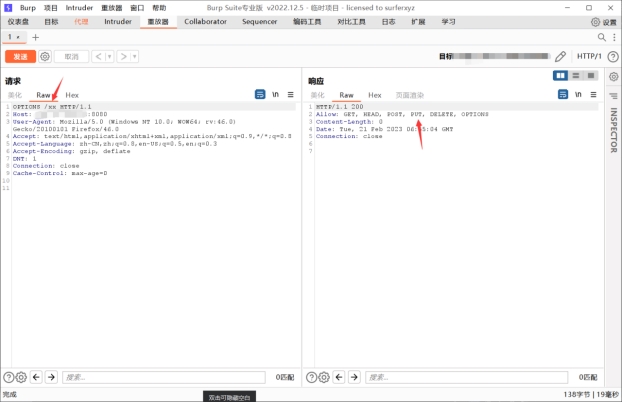 Burp 项目 Intruder 重放器 窗口 帮助 Burp Suite专业版 v2022.12.5 - 临时项目 - licensed to surferxyz
仪表盘 目标 代理 Intruder 重放器 Collaborator Sequencer 编码工具 对比工具 日志 扩展 学习 设置
1 × +
发送 取消 < > 目标 HTTP/1
请求 响应
美化 Raw Hex \n 美化 Raw Hex 页面渲染 \n
1 OPTIONS /xx HTTP/1.1
2 Host: :8080
3 User-Agent: Mozilla/5.0 (Windows NT 10.0; WOW64; rv:46.0)
Gecko/20100101 Firefox/46.0
4 Accept: text/html,application/xhtml+xml,application/xml;q=0.9,*/*;q=0.8
5 Accept-Language: zh-CN,zh;q=0.8,en-US;q=0.5,en;q=0.3
6 Accept-Encoding: gzip, deflate
7 DNT: 1
8 Connection: close
9 Cache-Control: max-age=0
10
11
1 HTTP/1.1 200
2 Allow: GET, HEAD, POST, PUT, DELETE, OPTIONS
3 Content-Length: 0
4 Date: Tue, 21 Feb 2023 06: :04 GMT
5 Connection: close
6
7
INSPECTOR
搜索... 0匹配 搜索... 0匹配
完成 双击可隐藏空白 138字节 | 19毫秒